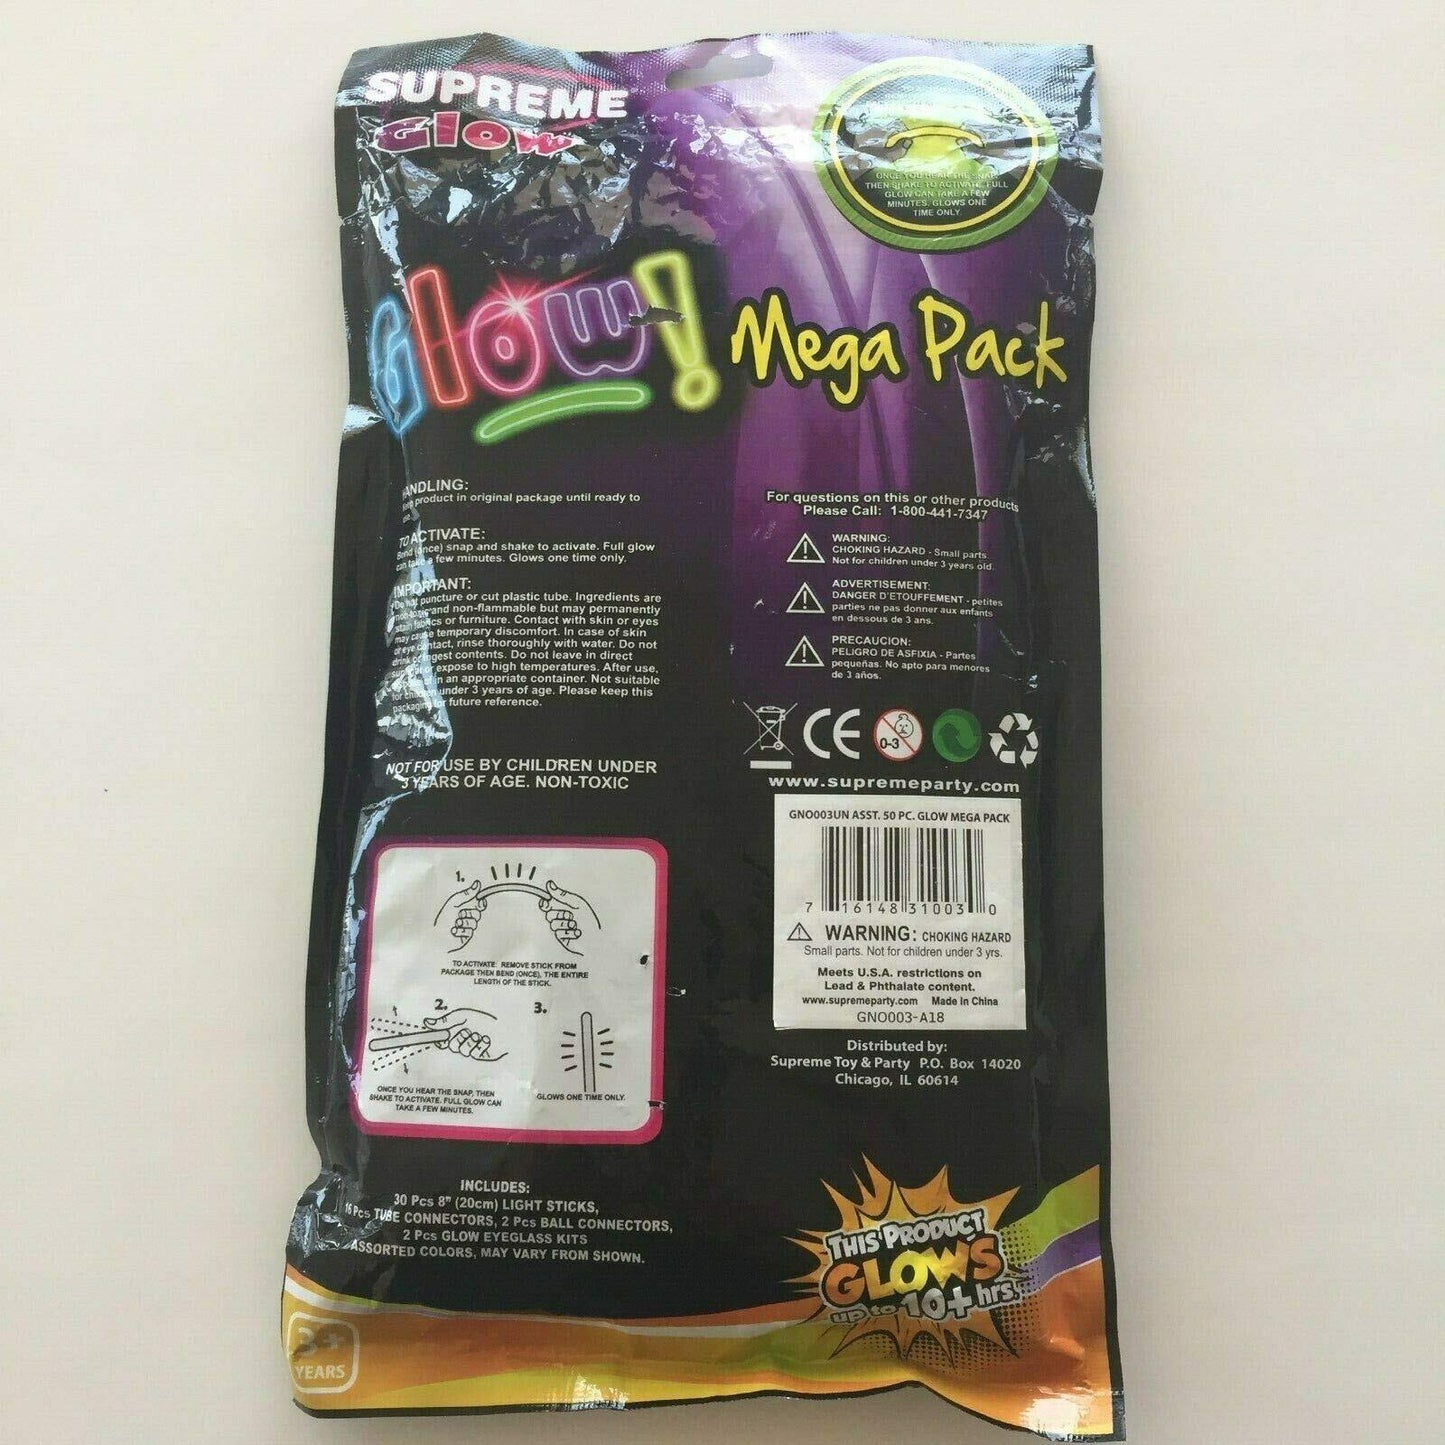 SUPREME
Glow
ONCE YOU HEAR THE SNAP,
THEN SHAKE TO ACTIVATE. FULL
GLOW CAN TAKE A FEW
MINUTES. GLOWS ONE
TIME ONLY.
Glow! Mega Pack
HANDLING:
product in original package until ready to
TO ACTIVATE:
Bend (once) snap and shake to activate. Full glow
can take a few minutes. Glows one time only.
IMPORTANT:
Do not puncture or cut plastic tube. Ingredients are
non-toxic and non-flammable but may permanently
stain fabrics or furniture. Contact with skin or eyes
may cause temporary discomfort. In case of skin
or eye contact, rinse thoroughly with water. Do not
drink or ingest contents. Do not leave in direct
or expose to high temperatures. After use,
in an appropriate container. Not suitable
for children under 3 years of age. Please keep this
packaging for future reference.
NOT FOR USE BY CHILDREN UNDER
3 YEARS OF AGE. NON-TOXIC
1.
TO ACTIVATE: REMOVE STICK FROM
PACKAGE THEN BEND (ONCE), THE ENTIRE
LENGTH OF THE STICK.
2.
ONCE YOU HEAR THE SNAP, THEN
SHAKE TO ACTIVATE. FULL GLOW CAN
TAKE A FEW MINUTES.
3.
GLOWS ONE TIME ONLY.
INCLUDES:
30 Pcs 8" (20cm) LIGHT STICKS,
16 Pcs TUBE CONNECTORS, 2 Pcs BALL CONNECTORS,
2 Pcs GLOW EYEGLASS KITS
ASSORTED COLORS, MAY VARY FROM SHOWN.
3+
YEARS
For questions on this or other products
Please Call: 1-800-441-7347
WARNING:
CHOKING HAZARD - Small parts
Not for children under 3 years old.
ADVERTISEMENT:
DANGER D'ETOUFFEMENT - petites
parties ne pas donner aux enfants
en dessous de 3 ans.
PRECAUCION:
PELIGRO DE ASFIXIA - Partes
pequeñas. No apto para menores
de 3 años.
CE 0-3
www.supremeparty.com
GNO003UN ASST. 50 PC. GLOW MEGA PACK
7 16148 31003 0
WARNING: CHOKING HAZARD
Small parts. Not for children under 3 yrs.
Meets U.S.A. restrictions on
Lead & Phthalate content.
www.supremeparty.com Made in China
GNO003-A18
Distributed by:
Supreme Toy & Party P.O. Box 14020
Chicago, IL 60614
THIS PRODUCT
GLOWS
up to 10+ hrs.